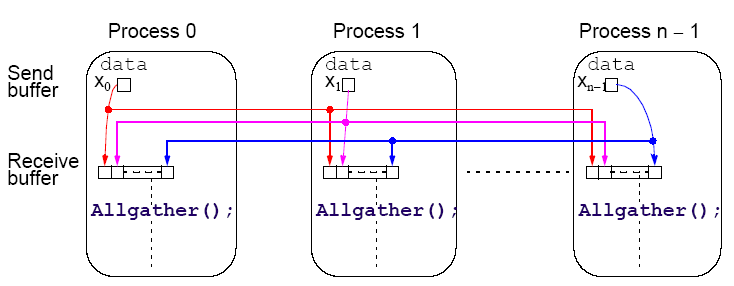 Process 0 Process 1 Process n – 1
Send buffer
data data data
x0 x1 xn–1
Receive buffer
Allgather(); Allgather(); Allgather();